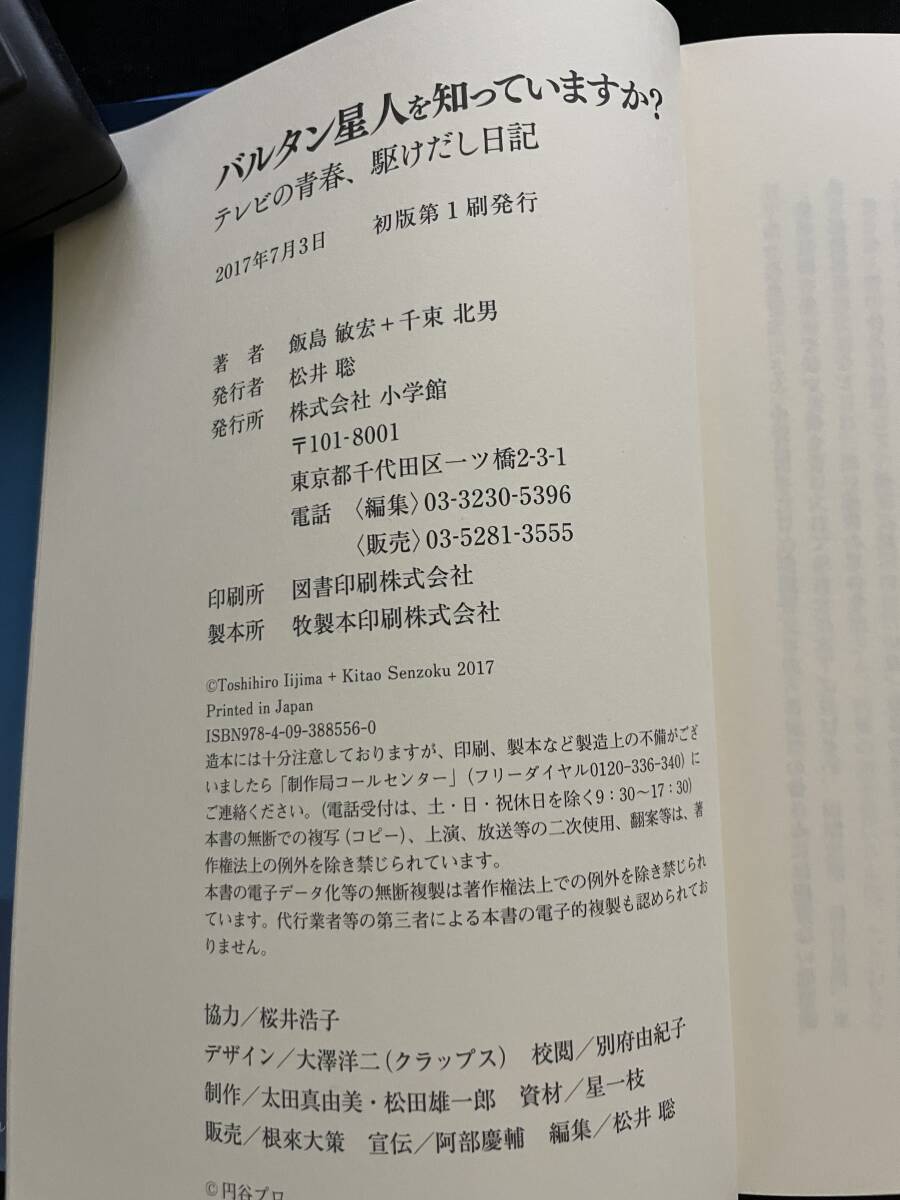 バルタン星人を知っていますか?
テレビの青春、駆けだし日記
2017年7月3日　初版第1刷発行
著　者　飯島 敏宏+千束 北男
発行者　松井 聡
発行所　株式会社 小学館
〒101-8001
東京都千代田区一ツ橋2-3-1
電話　〈編集〉03-3230-5396
〈販売〉03-5281-3555
印刷所　図書印刷株式会社
製本所　牧製本印刷株式会社
©Toshihiro Iijima + Kitao Senzoku 2017
Printed in Japan
ISBN978-4-09-388556-0
造本には十分注意しておりますが、印刷、製本など製造上の不備がござ
いましたら「制作局コールセンター」(フリーダイヤル0120-336-340)に
ご連絡ください。(電話受付は、土・日・祝休日を除く9:30〜17:30)
本書の無断での複写(コピー)、上演、放送等の二次使用、翻案等は、著
作権法上の例外を除き禁じられています。
本書の電子データ化等の無断複製は著作権法上での例外を除き禁じられ
ています。代行業者等の第三者による本書の電子的複製も認められてお
りません。
協力／桜井浩子
デザイン／大澤洋二(クラップス)　校閲／別府由紀子
制作／太田真由美・松田雄一郎　資材／星一枝
販売／根來大策　宣伝／阿部慶輔　編集／松井 聡
©円谷プロ